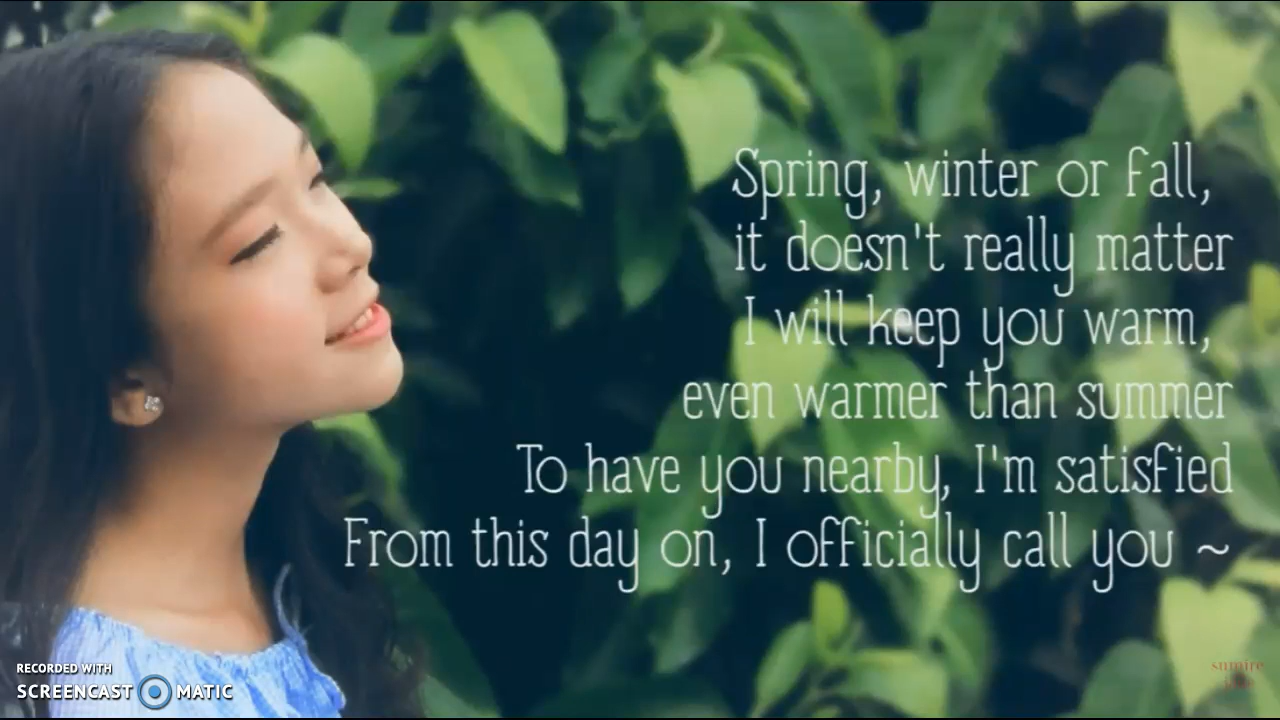 Spring, winter or fall,
it doesn't really matter
I will keep you warm,
even warmer than summer
To have you nearby, I'm satisfied
From this day on, I officially call you ~
RECORDED WITH
SCREENCAST MATIC
sumire